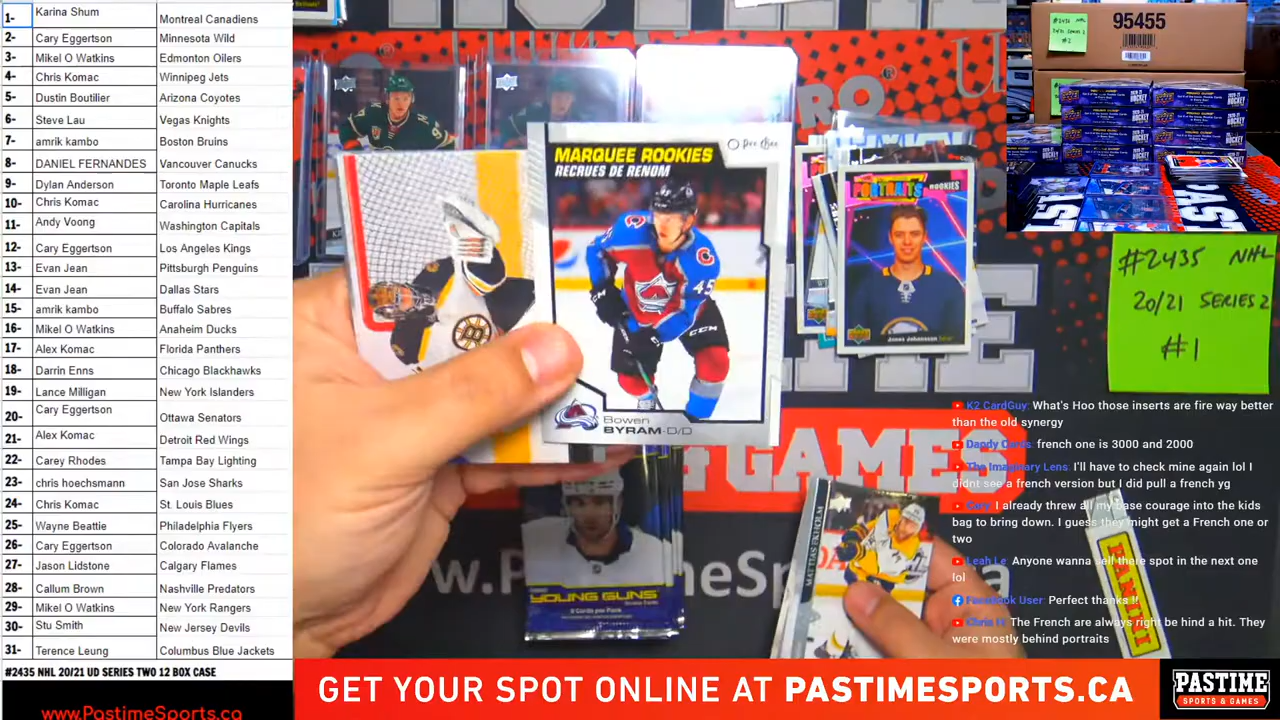 1- Karina Shum Montreal Canadiens
2- Cary Eggertson Minnesota Wild
3- Mikel O Watkins Edmonton Oilers
4- Chris Komac Winnipeg Jets
5- Dustin Boutilier Arizona Coyotes
6- Steve Lau Vegas Knights
7- amrik kambo Boston Bruins
8- DANIEL FERNANDES Vancouver Canucks
9- Dylan Anderson Toronto Maple Leafs
10- Chris Komac Carolina Hurricanes
11- Andy Voong Washington Capitals
12- Cary Eggertson Los Angeles Kings
13- Evan Jean Pittsburgh Penguins
14- Evan Jean Dallas Stars
15- amrik kambo Buffalo Sabres
16- Mikel O Watkins Anaheim Ducks
17- Alex Komac Florida Panthers
18- Darrin Enns Chicago Blackhawks
19- Lance Milligan New York Islanders
20- Cary Eggertson Ottawa Senators
21- Alex Komac Detroit Red Wings
22- Carey Rhodes Tampa Bay Lighting
23- chris hoechsmann San Jose Sharks
24- Chris Komac St. Louis Blues
25- Wayne Beattie Philadelphia Flyers
26- Cary Eggertson Colorado Avalanche
27- Jason Lidstone Calgary Flames
28- Callum Brown Nashville Predators
29- Mikel O Watkins New York Rangers
30- Stu Smith New Jersey Devils
31- Terence Leung Columbus Blue Jackets
#2435 NHL 20/21 UD SERIES TWO 12 BOX CASE
www.PastimeSports.ca
MARQUEE ROOKIES
RECRUES DE RENOM
O Pee Chee
45
CCM
Bowen
BYRAM-D/D
PORTRAITS
ROOKIES
Jonas Johansson
YOUNG GUNS
MATTIAS EKHOLM
GAMES
PANINI
95455
#2435 NHL
20/21 SERIES 2
#1
K2 CardGuy: What's Hoo those inserts are fire way better
than the old synergy
french one is 3000 and 2000
The Imaginary Lens: I'll have to check mine again lol I
didnt see a french version but I did pull a french yg
I already threw all my base courage into the kids
bag to bring down. I guess they might get a French one or
two
Leah Le: Anyone wanna sell there spot in the next one
lol
Facebook User: Perfect thanks !!
The French are always right be hind a hit. They
were mostly behind portraits
GET YOUR SPOT ONLINE AT PASTIMESPORTS.CA
PASTIME
SPORTS & GAMES